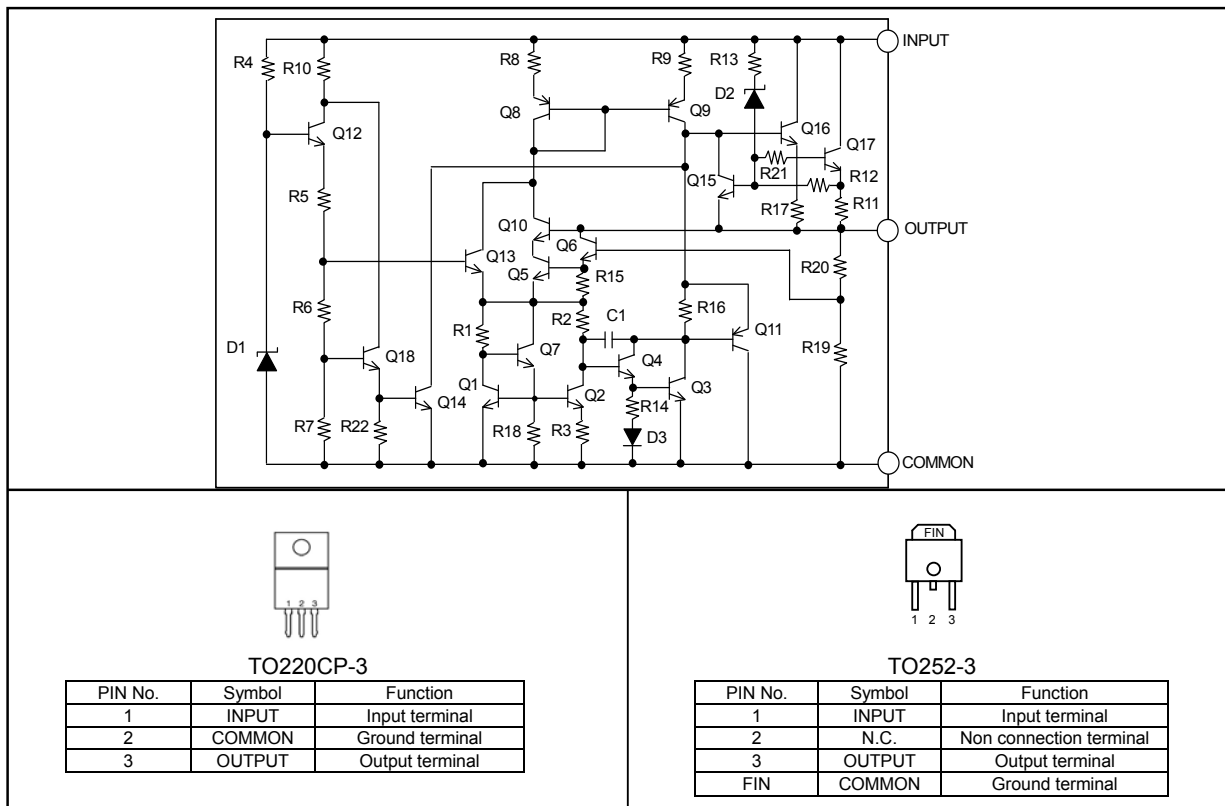 INPUT
R4
R10
R8
R9
R13
D2
Q8
Q9
Q12
Q16
Q17
R21
R12
Q15
R5
R17
R11
Q10
OUTPUT
Q6
Q13
Q5
R20
R15
R6
R16
R2
C1
R1
Q11
Q7
D1
R19
Q18
Q4
Q1
Q2
Q3
Q14
R14
R7
R22
R18
R3
D3
COMMON
1 2 3
TO220CP-3
PIN No. Symbol Function
1 INPUT Input terminal
2 COMMON Ground terminal
3 OUTPUT Output terminal
FIN
1 2 3
TO252-3
PIN No. Symbol Function
1 INPUT Input terminal
2 N.C. Non connection terminal
3 OUTPUT Output terminal
FIN COMMON Ground terminal